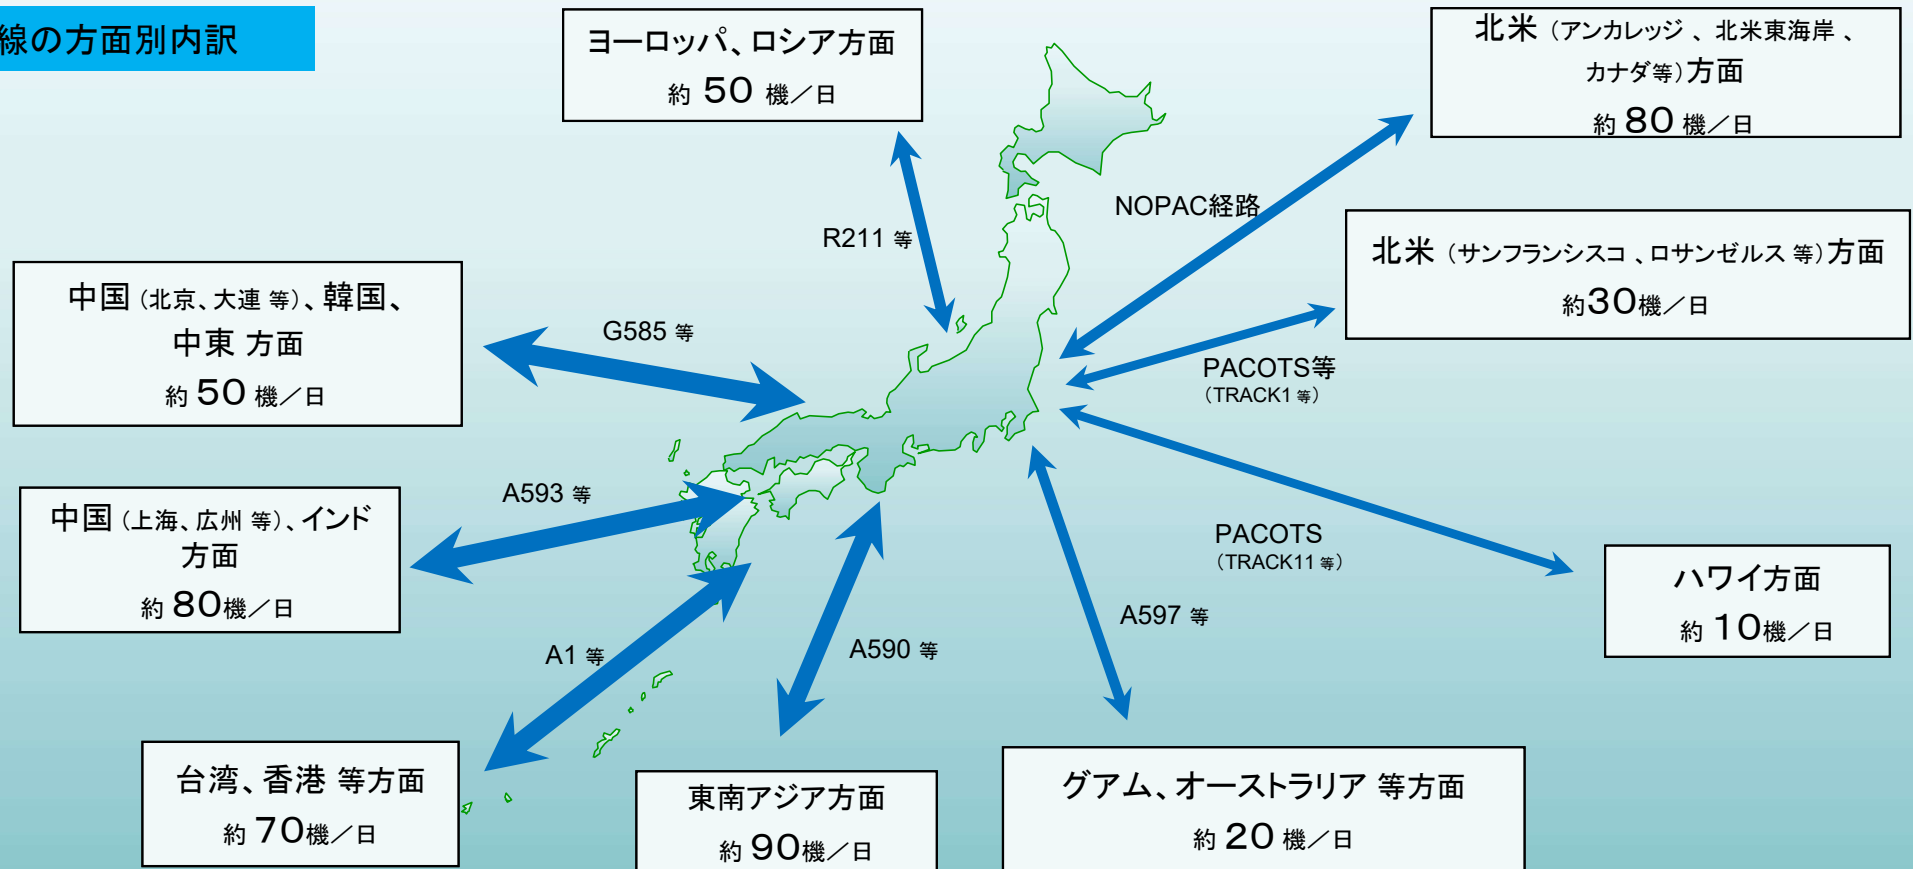 線の方面別内訳
ヨーロッパ、ロシア方面
約 50 機／日
北米（アンカレッジ 、北米東海岸 、
カナダ等）方面
約 80 機／日
NOPAC経路
R211 等
北米（サンフランシスコ 、ロサンゼルス 等）方面
約30機／日
中国（北京、大連 等）、韓国、
中東 方面
約 50 機／日
G585 等
PACOTS等
（TRACK1 等）
中国（上海、広州 等）、インド
方面
約 80機／日
A593 等
PACOTS
（TRACK11 等）
ハワイ方面
約 10機／日
A597 等
A590 等
A1 等
台湾、香港 等方面
約 70機／日
東南アジア方面
約 90機／日
グアム、オーストラリア 等方面
約 20 機／日